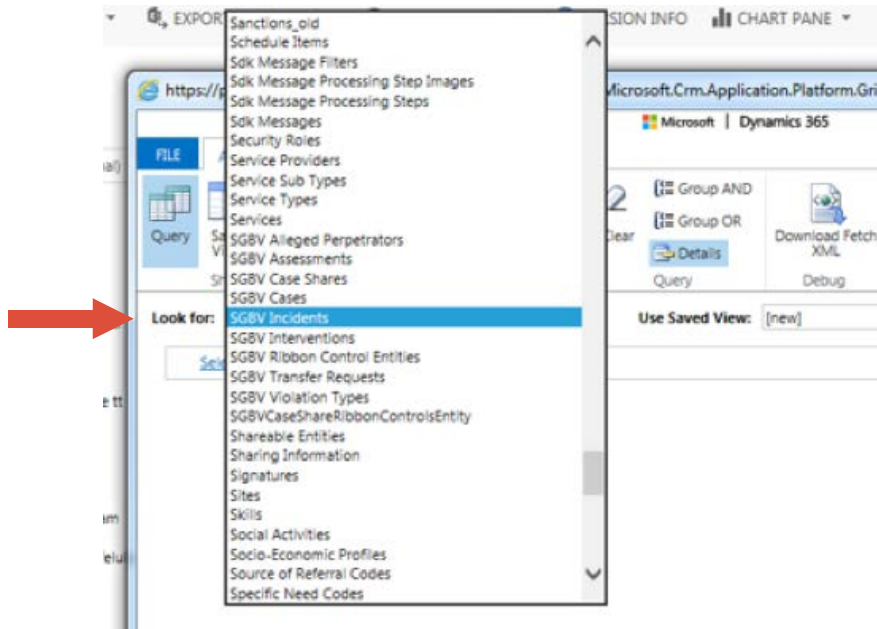 EXPOR
SION INFO
CHART PANE
https://p
Microsoft.Crm.Application.Platform.Gri
Microsoft | Dynamics 365
FILE
al)
Query
lear
Group AND
Group OR
Details
Query
Download Fetch
XML
Debug
Look for:
Use Saved View: [new]
Sanctions_old
Schedule Items
Sdk Message Filters
Sdk Message Processing Step Images
Sdk Message Processing Steps
Sdk Messages
Security Roles
Service Providers
Service Sub Types
Service Types
Services
SGBV Alleged Perpetrators
SGBV Assessments
SGBV Case Shares
SGBV Cases
SGBV Incidents
SGBV Interventions
SGBV Ribbon Control Entities
SGBV Transfer Requests
SGBV Violation Types
SGBVCaseShareRibbonControlsEntity
Shareable Entities
Sharing Information
Signatures
Sites
Skills
Social Activities
Socio-Economic Profiles
Source of Referral Codes
Specific Need Codes